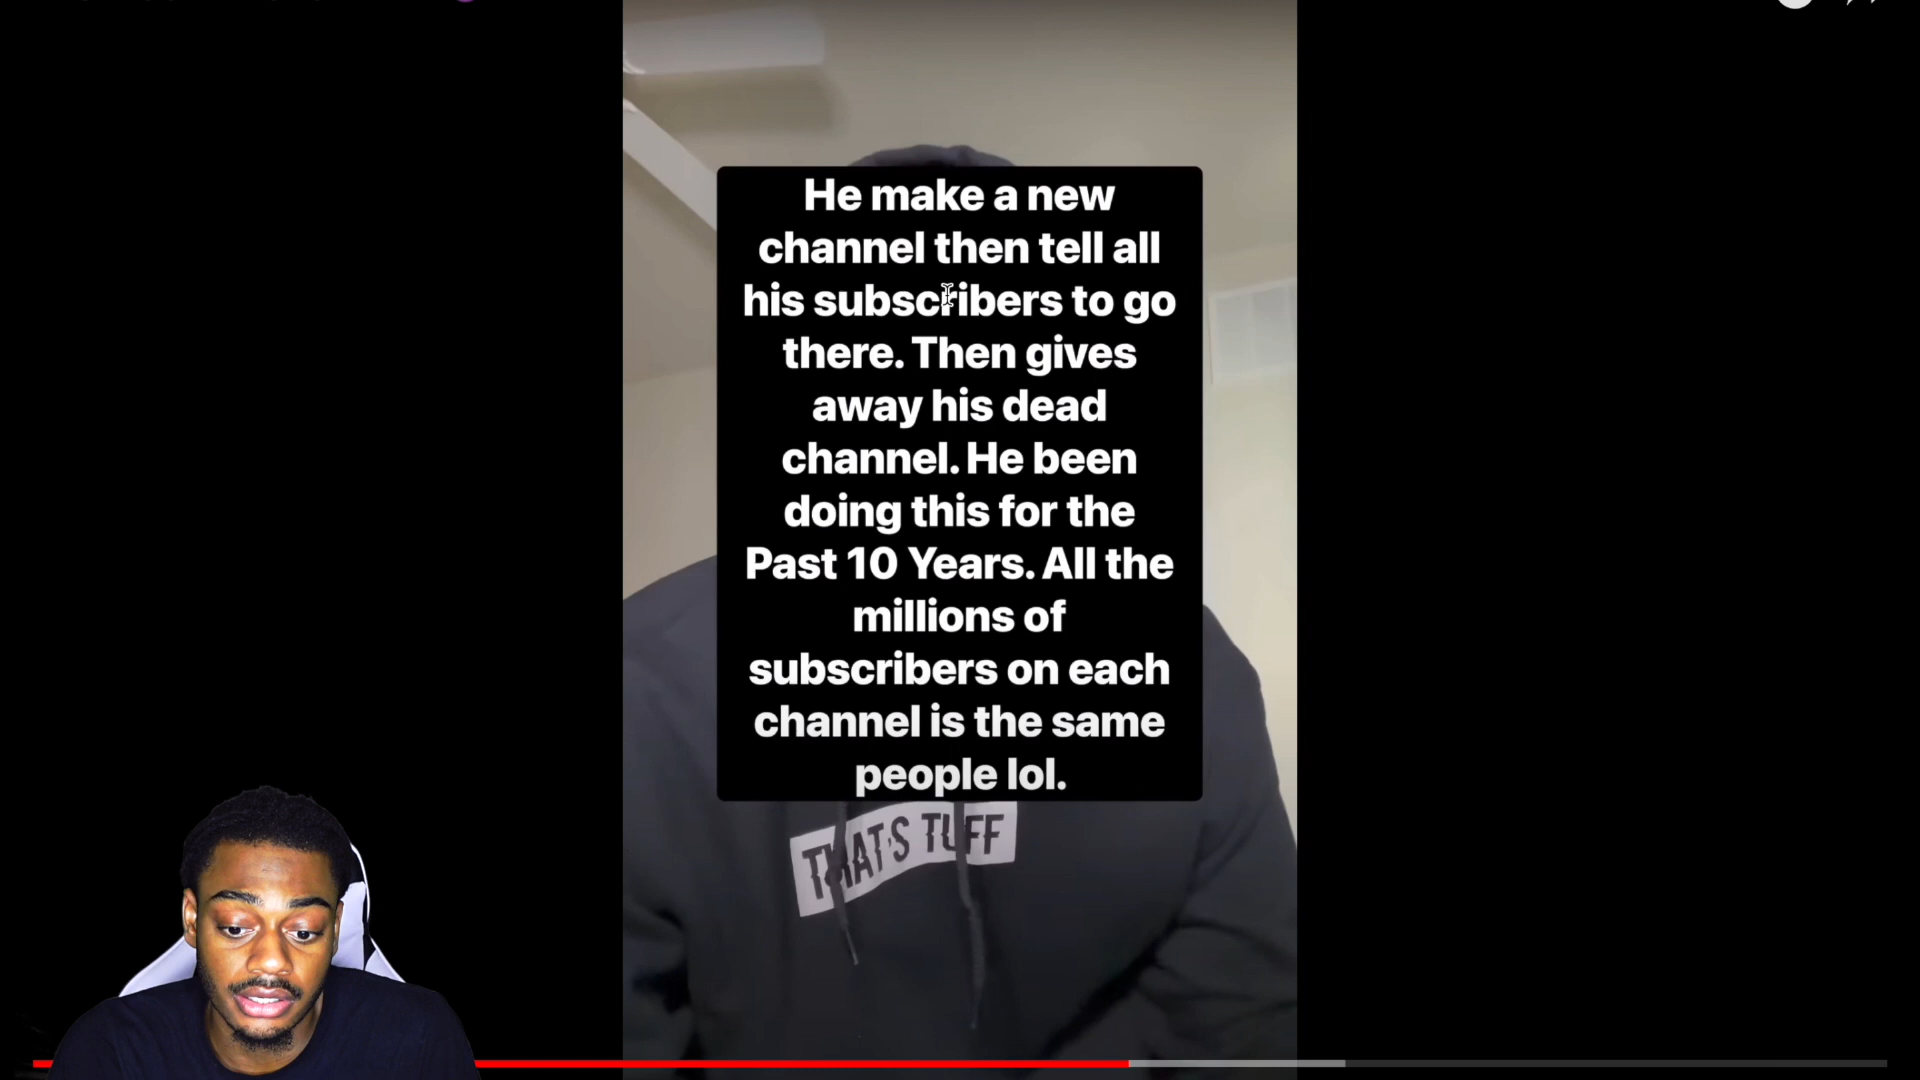 He make a new
channel then tell all
his subscribers to go
there. Then gives
away his dead
channel. He been
doing this for the
Past 10 Years. All the
millions of
subscribers on each
channel is the same
people lol.
THAT'S TUFF